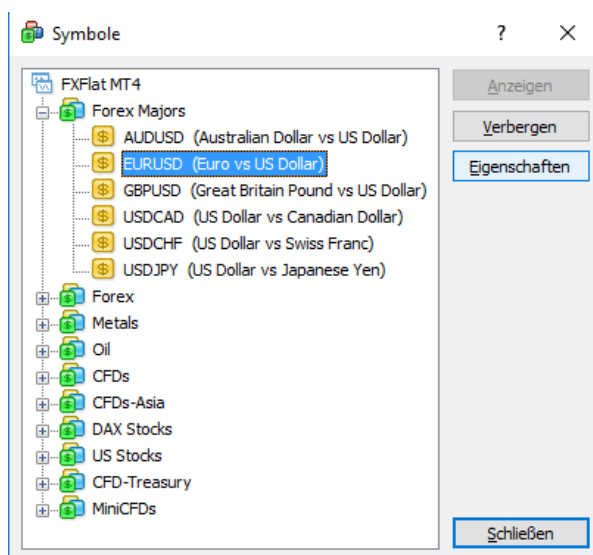 Symbole
?
FXFlat MT4
Anzeigen
Forex Majors
AUDUSD (Australian Dollar vs US Dollar)
Verbergen
EURUSD (Euro vs US Dollar)
Eigenschaften
GBPUSD (Great Britain Pound vs US Dollar)
USDCAD (US Dollar vs Canadian Dollar)
USDCHF (US Dollar vs Swiss Franc)
USDJPY (US Dollar vs Japanese Yen)
Forex
Metals
Oil
CFDs
CFDs-Asia
DAX Stocks
US Stocks
CFD-Treasury
MiniCFDs
Schließen